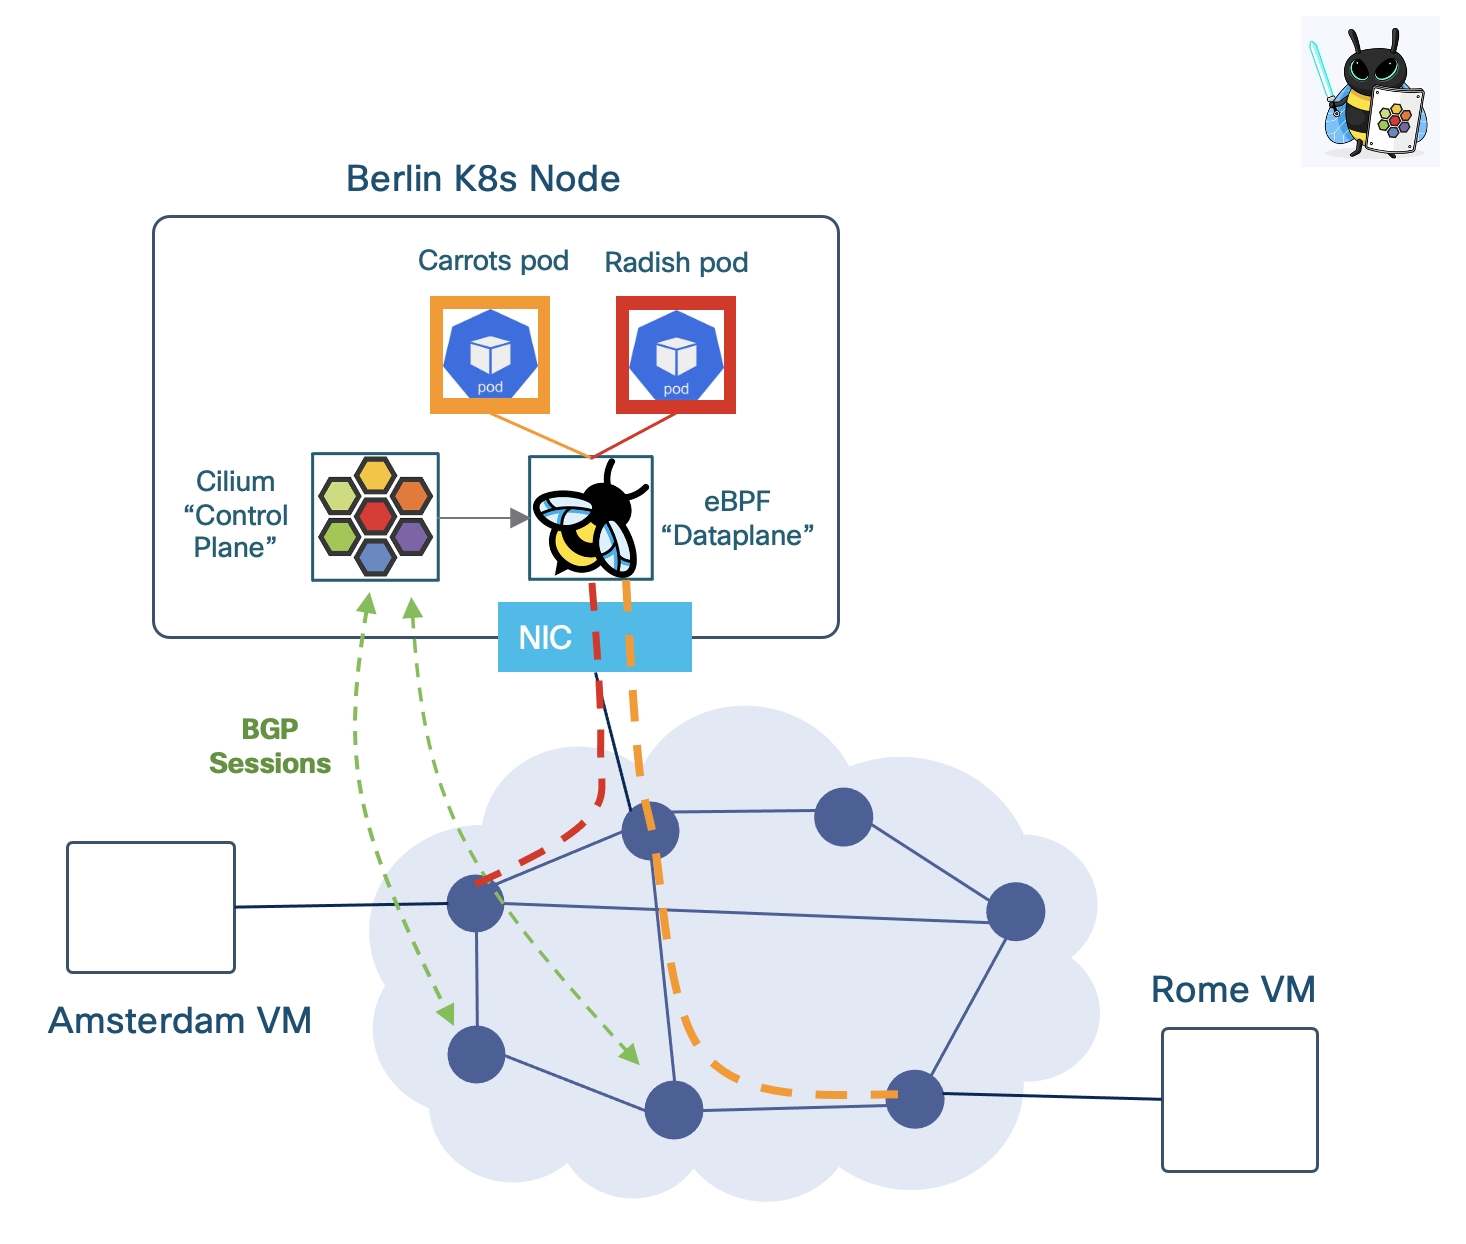 Berlin K8s Node
Carrots pod
Radish pod
pod
pod
Cilium
“Control
Plane”
eBPF
“Dataplane”
NIC
BGP
Sessions
Amsterdam VM
Rome VM